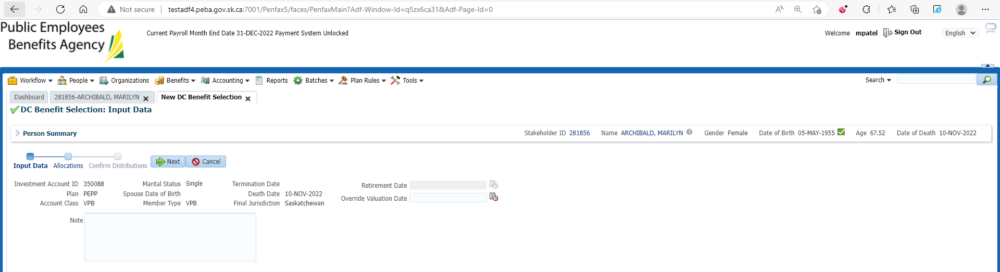 Not secure | testadf4.peba.gov.sk.ca:7001/Penfax5/faces/PenfaxMain?Adf-Window-Id=q5zx6ca31&Adf-Page-Id=0
Public Employees
Benefits Agency
Current Payroll Month End Date 31-DEC-2022 Payment System Unlocked
Welcome mpatel Sign Out English
Workflow People Organizations Benefits Accounting Reports Batches Plan Rules Tools Search
Dashboard 281856-ARCHIBALD, MARILYN New DC Benefit Selection
DC Benefit Selection: Input Data
Person Summary Stakeholder ID 281856 Name ARCHIBALD, MARILYN Gender Female Date of Birth 05-MAY-1955 Age 67.52 Date of Death 10-NOV-2022
Input Data Allocations Confirm Distributions Next Cancel
Investment Account ID 350088 Marital Status Single Termination Date Retirement Date
Plan PEPP Spouse Date of Birth Death Date 10-NOV-2022 Override Valuation Date
Account Class VPB Member Type VPB Final Jurisdiction Saskatchewan
Note